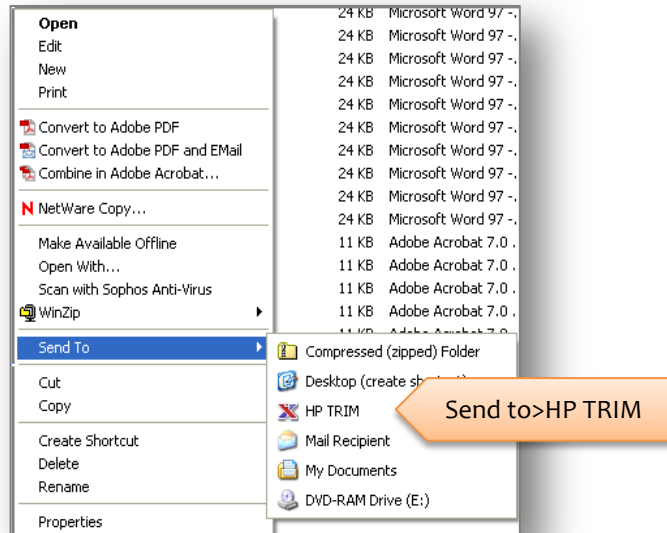 Open
Edit
New
Print
Convert to Adobe PDF
Convert to Adobe PDF and EMail
Combine in Adobe Acrobat...
NetWare Copy...
Make Available Offline
Open With...
Scan with Sophos Anti-Virus
WinZip
Send To
Cut
Copy
Create Shortcut
Delete
Rename
Properties
24 KB Microsoft Word 97 -.
24 KB Microsoft Word 97 -.
24 KB Microsoft Word 97 -.
24 KB Microsoft Word 97 -.
24 KB Microsoft Word 97 -.
24 KB Microsoft Word 97 -.
24 KB Microsoft Word 97 -.
24 KB Microsoft Word 97 -.
24 KB Microsoft Word 97 -.
24 KB Microsoft Word 97 -.
11 KB Adobe Acrobat 7.0 .
11 KB Adobe Acrobat 7.0 .
11 KB Adobe Acrobat 7.0 .
11 KB Adobe Acrobat 7.0 .
11 KB Adobe Acrobat 7.0
Compressed (zipped) Folder
Desktop (create
HP TRIM
Mail Recipient
My Documents
DVD-RAM Drive (E:)
Send to>HP TRIM